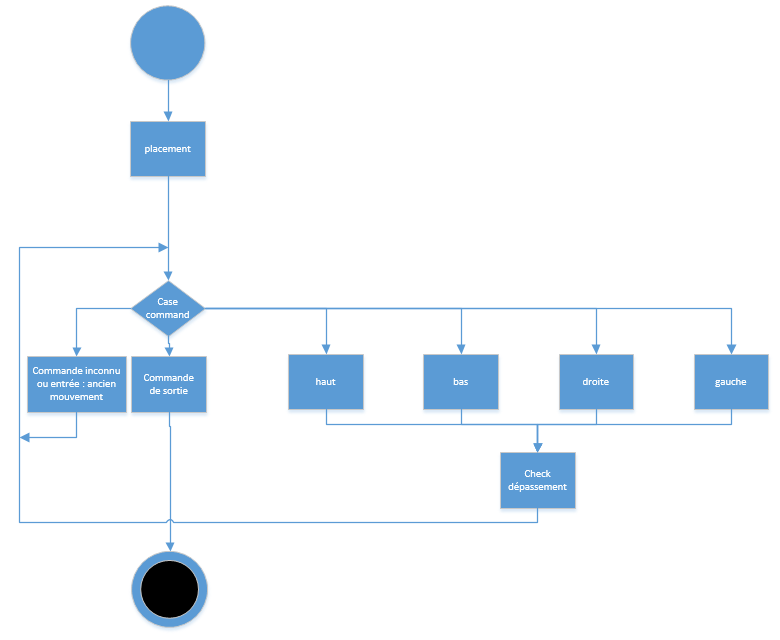 placement
Case
command
Commande inconnu
ou entrée : ancien
mouvement
Commande
de sortie
haut
bas
droite
gauche
Check
dépassement